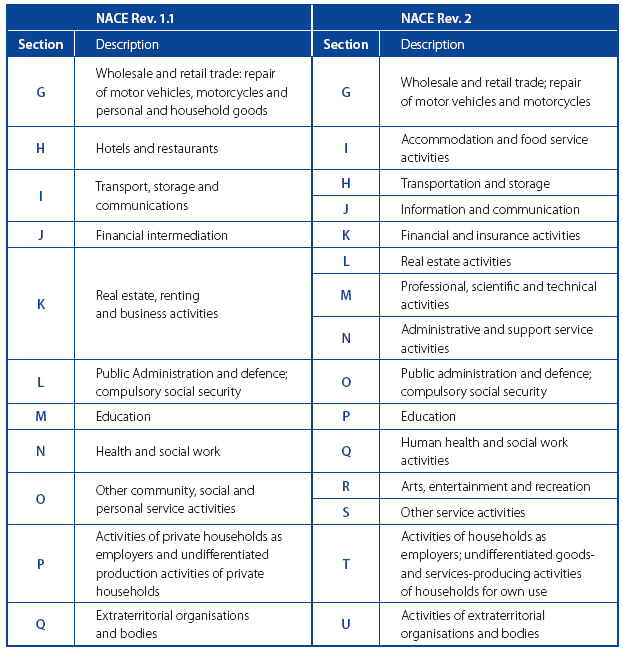 NACE Rev. 1.1
NACE Rev. 2
Section
Description
Section
Description
G
Wholesale and retail trade: repair
of motor vehicles, motorcycles and
personal and household goods
G
Wholesale and retail trade; repair
of motor vehicles and motorcycles
H
Hotels and restaurants
I
Accommodation and food service
activities
I
Transport, storage and
communications
H
Transportation and storage
J
Information and communication
J
Financial intermediation
K
Financial and insurance activities
K
Real estate, renting
and business activities
L
Real estate activities
M
Professional, scientific and technical
activities
N
Administrative and support service
activities
L
Public Administration and defence;
compulsory social security
O
Public administration and defence;
compulsory social security
M
Education
P
Education
N
Health and social work
Q
Human health and social work
activities
O
Other community, social and
personal service activities
R
Arts, entertainment and recreation
S
Other service activities
P
Activities of private households as
employers and undifferentiated
production activities of private
households
T
Activities of households as
employers; undifferentiated goods-
and services-producing activities
of households for own use
Q
Extraterritorial organisations
and bodies
U
Activities of extraterritorial
organisations and bodies